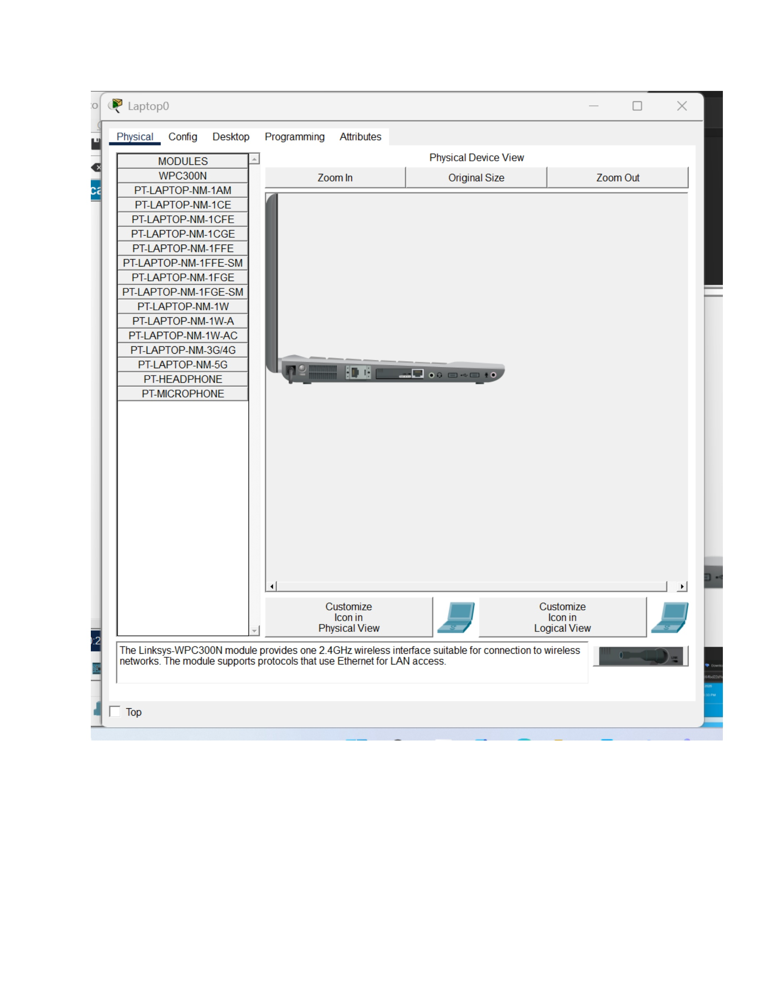 Laptop0
Physical Config Desktop Programming Attributes
MODULES
WPC300N
PT-LAPTOP-NM-1AM
PT-LAPTOP-NM-1CE
PT-LAPTOP-NM-1CFE
PT-LAPTOP-NM-1CGE
PT-LAPTOP-NM-1FFE
PT-LAPTOP-NM-1FFE-SM
PT-LAPTOP-NM-1FGE
PT-LAPTOP-NM-1FGE-SM
PT-LAPTOP-NM-1W
PT-LAPTOP-NM-1W-A
PT-LAPTOP-NM-1W-AC
PT-LAPTOP-NM-3G/4G
PT-LAPTOP-NM-5G
PT-HEADPHONE
PT-MICROPHONE
Physical Device View
Zoom In Original Size Zoom Out
Customize
Icon in
Physical View
Customize
Icon in
Logical View
The Linksys-WPC300N module provides one 2.4GHz wireless interface suitable for connection to wireless
networks. The module supports protocols that use Ethernet for LAN access.
LINK
Top